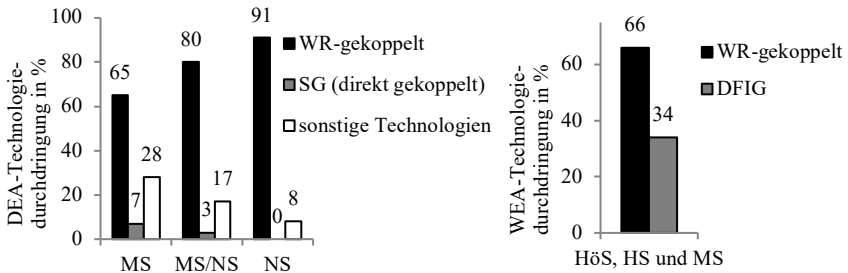 DEA-Technologie-
durchdringung in %
100
80
60
40
20
0
65
7
28
80
3
17
91
0
8
MS
MS/NS
NS
WR-gekoppelt
SG (direkt gekoppelt)
sonstige Technologien
WEA-Technologie-
durchdringung in %
60
40
20
0
66
34
HöS, HS und MS
WR-gekoppelt
DFIG